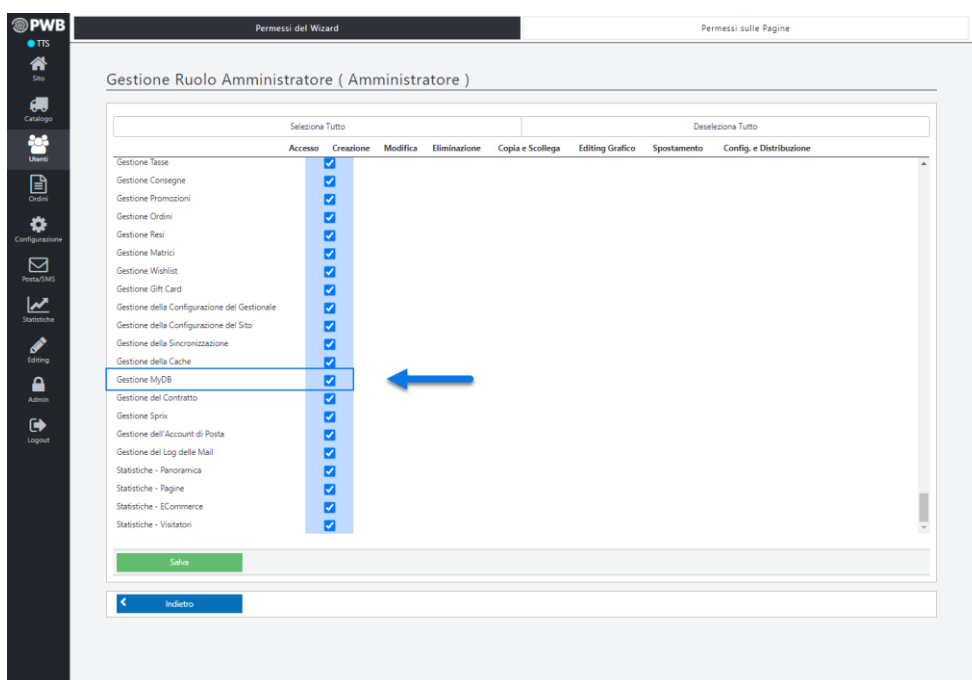 PWB
TTS
Sito
Catalogo
Utenti
Ordini
Configurazione
Posta/SMS
Statistiche
Editing
Admin
Logout
Permessi del Wizard Permessi sulle Pagine
Gestione Ruolo Amministratore ( Amministratore )
Seleziona Tutto Deseleziona Tutto
Accesso Creazione Modifica Eliminazione Copia e Scollega Editing Grafico Spostamento Config. e Distribuzione
Gestione Tasse
Gestione Consegne
Gestione Promozioni
Gestione Ordini
Gestione Resi
Gestione Matrici
Gestione Wishlist
Gestione Gift Card
Gestione della Configurazione del Gestionale
Gestione della Configurazione del Sito
Gestione della Sincronizzazione
Gestione della Cache
Gestione MyDB
Gestione del Contratto
Gestione Sprix
Gestione dell'Account di Posta
Gestione del Log delle Mail
Statistiche - Panoramica
Statistiche - Pagine
Statistiche - ECommerce
Statistiche - Visitatori
Salva
Indietro